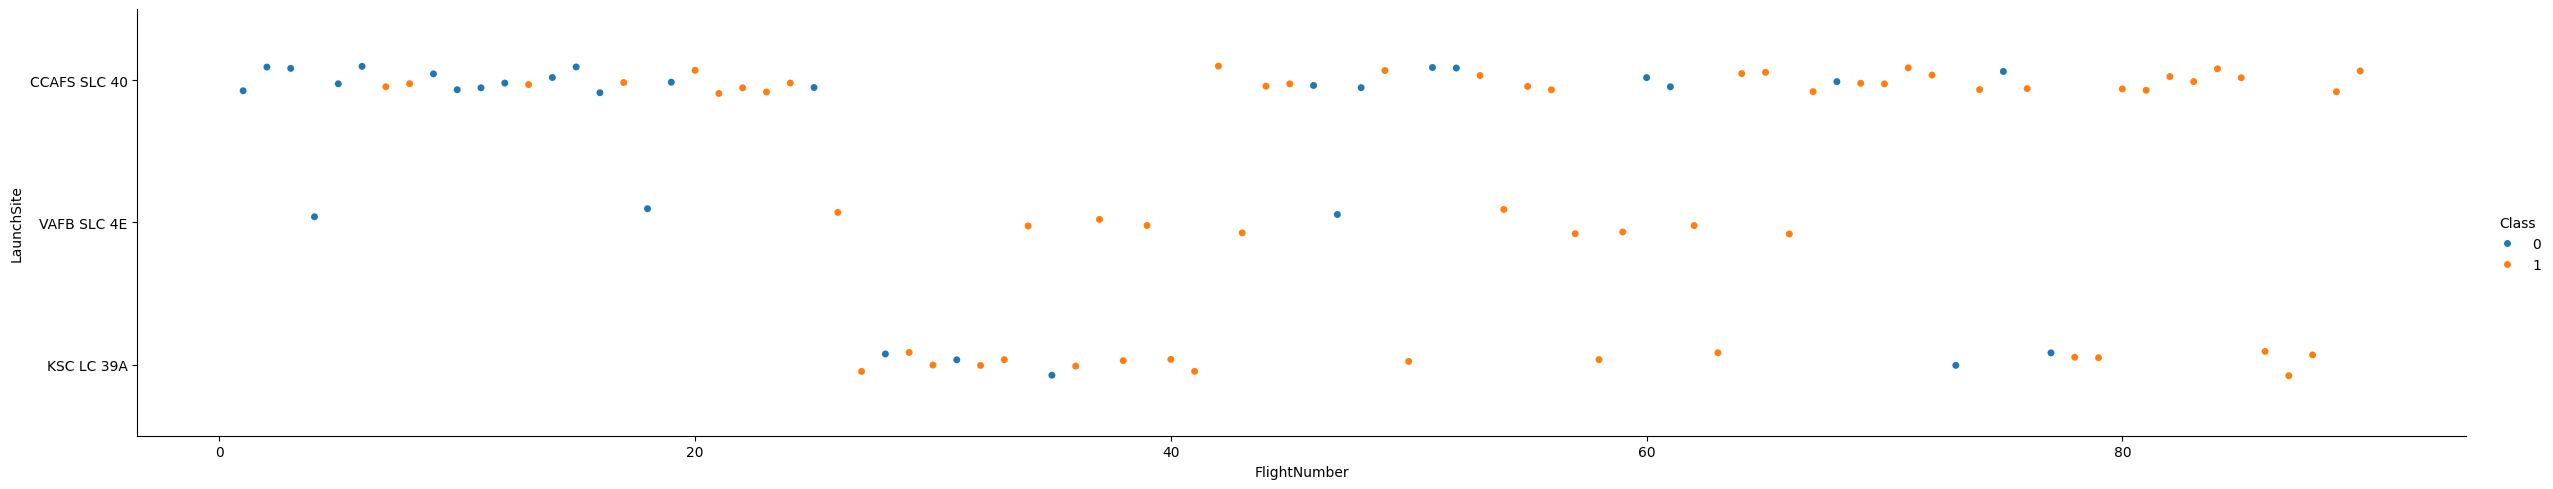 CCAFS SLC 40
VAFB SLC 4E
KSC LC 39A
LaunchSite
0
20
40
60
80
FlightNumber
Class
0
1